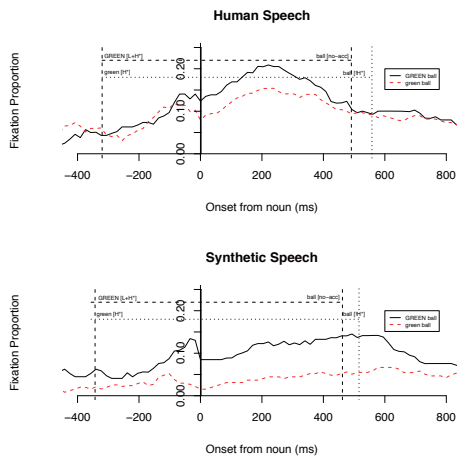 Human Speech
Fixation Proportion
0.00 0.10 0.20
GREEN [L+H*]
ball [no-acc]
green [H*]
ball [!H*]
GREEN ball
green ball
−400 −200 0 200 400 600 800
Onset from noun (ms)
Synthetic Speech
Fixation Proportion
0.00 0.10 0.20
GREEN [L+H*]
ball [no-acc]
green [H*]
ball [!H*]
GREEN ball
green ball
−400 −200 0 200 400 600 800
Onset from noun (ms)